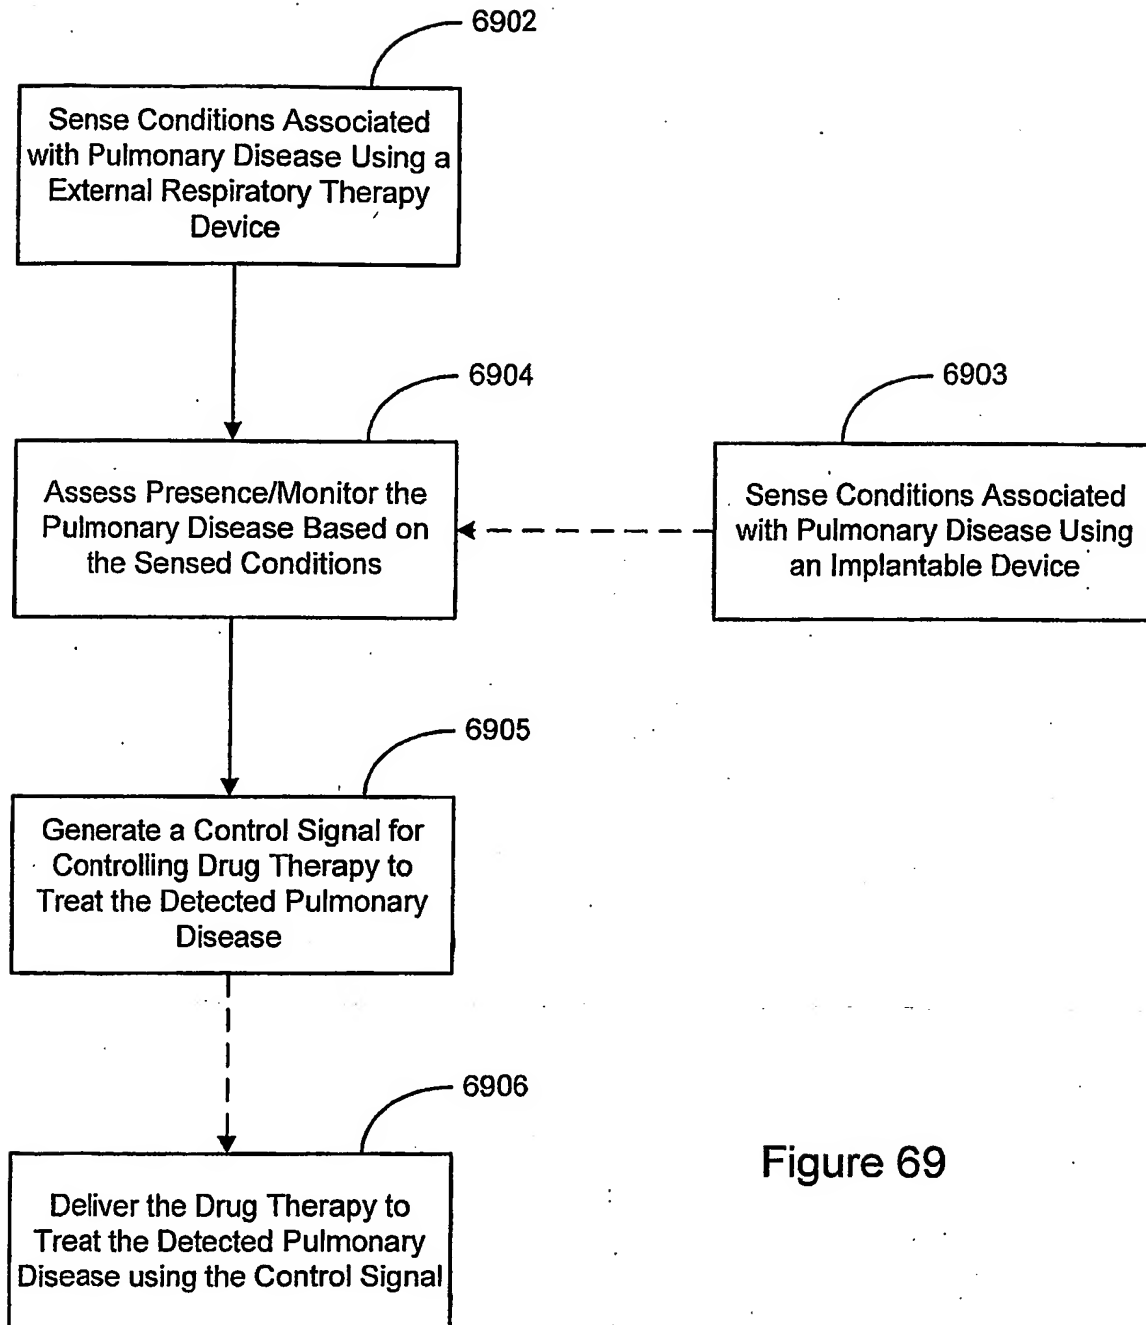 6902
Sense Conditions Associated
with Pulmonary Disease Using a
External Respiratory Therapy
Device
6904
Assess Presence/Monitor the
Pulmonary Disease Based on
the Sensed Conditions
6903
Sense Conditions Associated
with Pulmonary Disease Using
an Implantable Device
6905
Generate a Control Signal for
Controlling Drug Therapy to
Treat the Detected Pulmonary
Disease
6906
Deliver the Drug Therapy to
Treat the Detected Pulmonary
Disease using the Control Signal
Figure 69